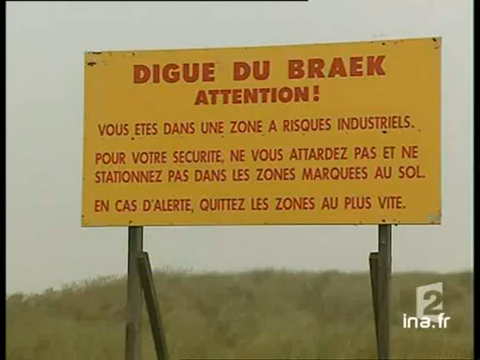 DIGUE DU BRAEK
ATTENTION!
VOUS ETES DANS UNE ZONE A RISQUES INDUSTRIELS.
POUR VOTRE SECURITE, NE VOUS ATTARDEZ PAS ET NE
STATIONNEZ PAS DANS LES ZONES MARQUEES AU SOL.
EN CAS D'ALERTE, QUITTEZ LES ZONES AU PLUS VITE.
2
ina.fr